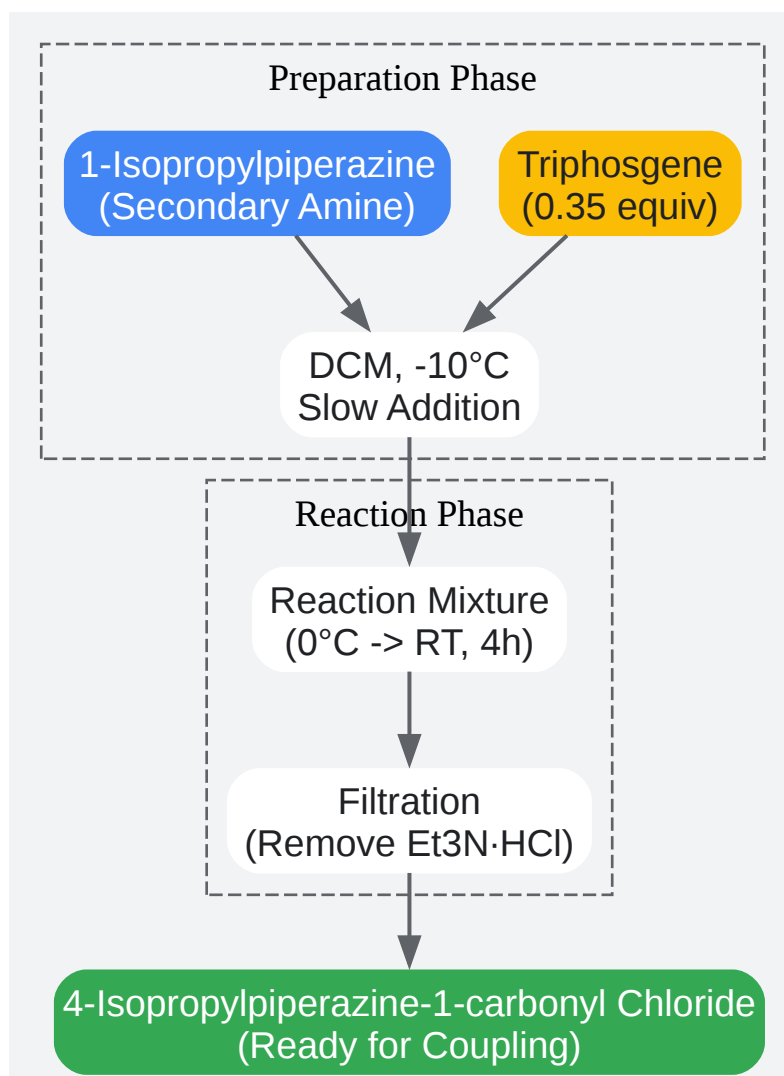 Preparation Phase
1-Isopropylpiperazine
(Secondary Amine)
Triphosgene
(0.35 equiv)
DCM, -10°C
Slow Addition
Reaction Phase
Reaction Mixture
(0°C -> RT, 4h)
Filtration
(Remove Et3N·HCl)
4-Isopropylpiperazine-1-carbonyl Chloride
(Ready for Coupling)